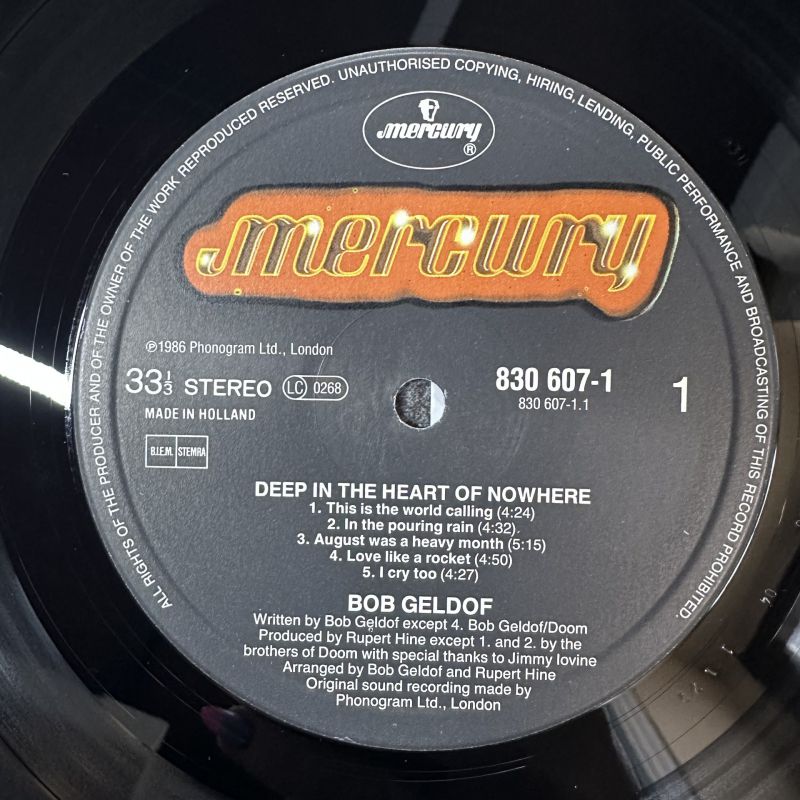 ALL RIGHTS OF THE PRODUCER AND OF THE OWNER OF THE WORK REPRODUCED RESERVED. UNAUTHORISED COPYING, HIRING, LENDING, PUBLIC PERFORMANCE AND BROADCASTING OF THIS RECORD PROHIBITED.
mercury
®
mercury
℗1986 Phonogram Ltd., London
33⅓ STEREO LC 0268
MADE IN HOLLAND
B.I.E.M. STEMRA
830 607-1
830 607-1.1
1
DEEP IN THE HEART OF NOWHERE
1. This is the world calling (4:24)
2. In the pouring rain (4:32)
3. August was a heavy month (5:15)
4. Love like a rocket (4:50)
5. I cry too (4:27)
BOB GELDOF
Written by Bob Geldof except 4. Bob Geldof/Doom
Produced by Rupert Hine except 1. and 2. by the
brothers of Doom with special thanks to Jimmy Iovine
Arranged by Bob Geldof and Rupert Hine
Original sound recording made by
Phonogram Ltd., London